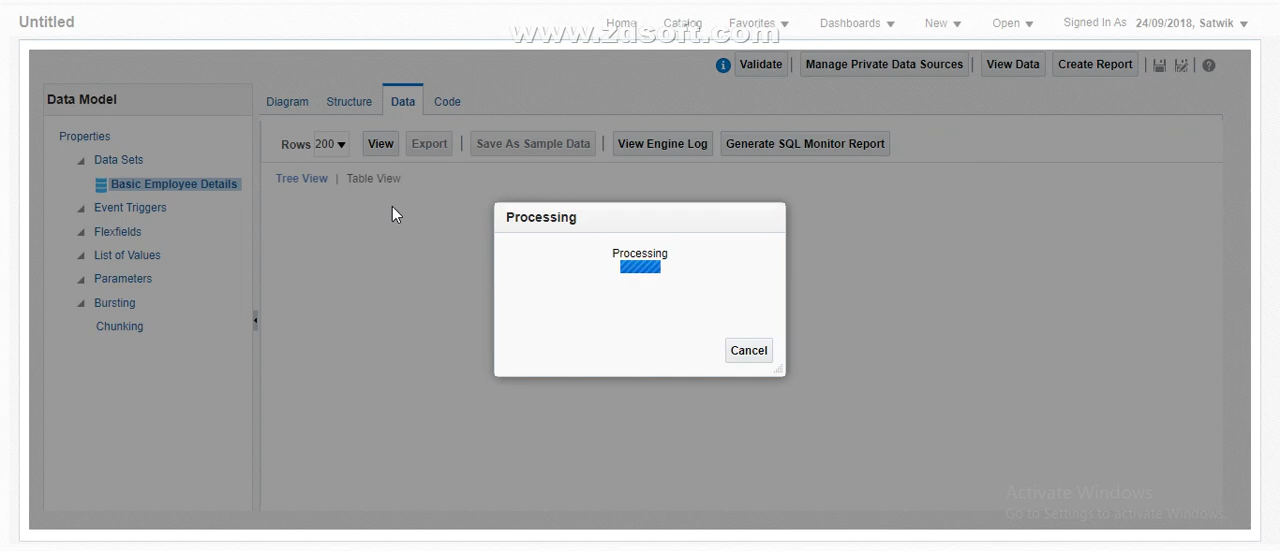 Untitled
Home Catalog Favorites Dashboards New Open Signed In As 24/09/2018, Satwik
www.zdsoft.com
Validate Manage Private Data Sources View Data Create Report
Data Model
Diagram Structure Data Code
Properties
Data Sets
Basic Employee Details
Event Triggers
Flexfields
List of Values
Parameters
Bursting
Chunking
Rows 200 View Export Save As Sample Data View Engine Log Generate SQL Monitor Report
Tree View | Table View
Processing
Processing
Cancel
Activate Windows
Go to Settings to activate Windows.